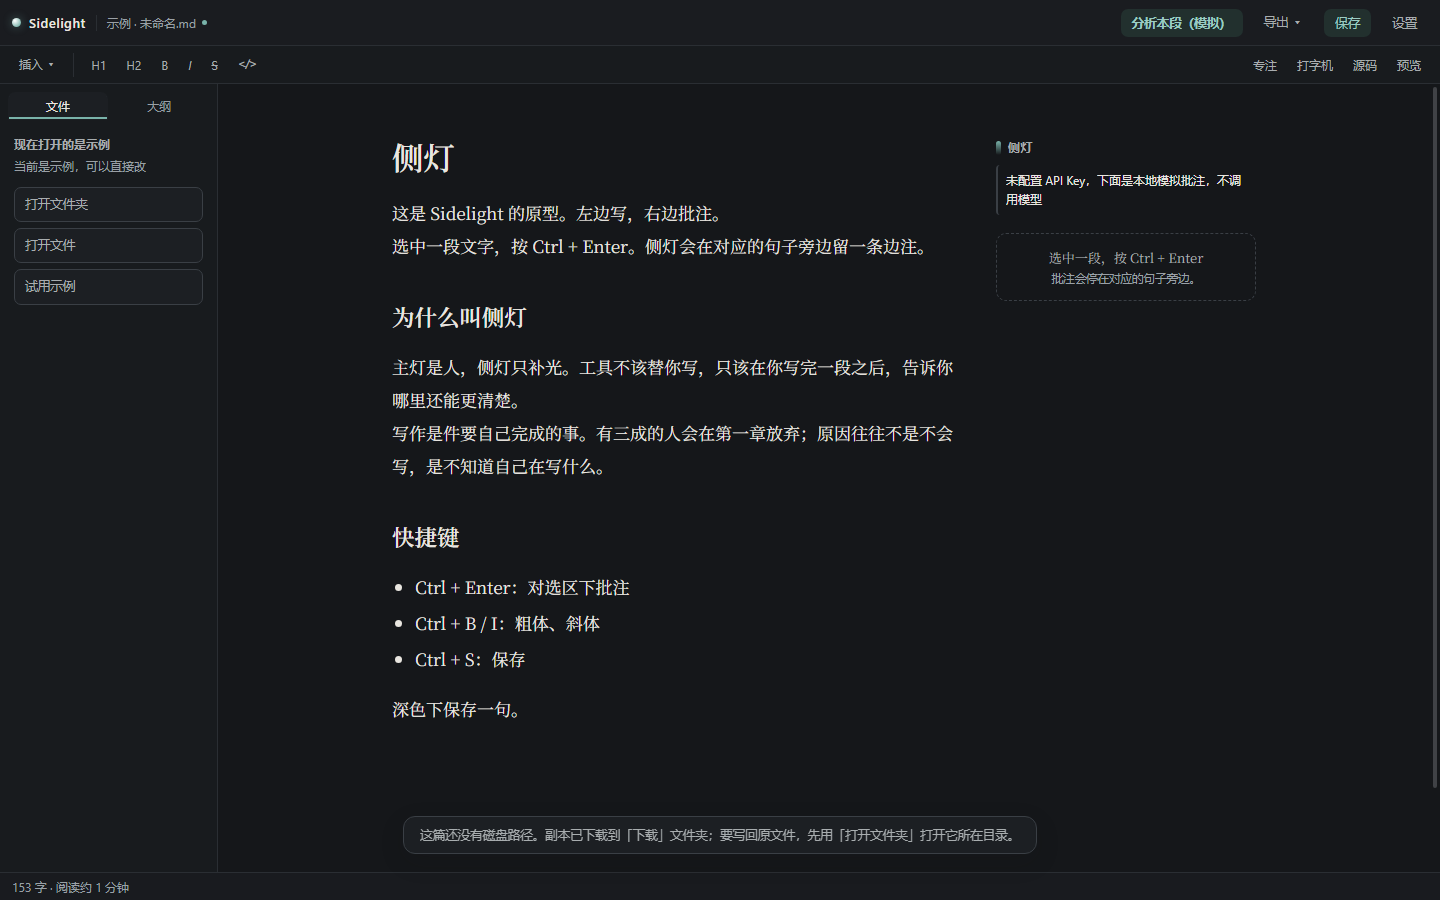 Sidelight 示例 · 未命名.md 分析本段（模拟） 导出 保存 设置
插入 H1 H2 B I S </> 专注 打字机 源码 预览
文件 大纲
现在打开的是示例
当前是示例，可以直接改
打开文件夹
打开文件
试用示例
侧灯
这是 Sidelight 的原型。左边写，右边批注。
选中一段文字，按 Ctrl + Enter。侧灯会在对应的句子旁边留一条边注。
为什么叫侧灯
主灯是人，侧灯只补光。工具不该替你写，只该在你写完一段之后，告诉你
哪里还能更清楚。
写作是件要自己完成的事。有三成的人会在第一章放弃；原因往往不是不会
写，是不知道自己在写什么。
快捷键
Ctrl + Enter：对选区下批注
Ctrl + B / I：粗体、斜体
Ctrl + S：保存
深色下保存一句。
侧灯
未配置 API Key，下面是本地模拟批注，不调
用模型
选中一段，按 Ctrl + Enter
批注会停在对应的句子旁边。
这篇还没有磁盘路径。副本已下载到「下载」文件夹；要写回原文件，先用「打开文件夹」打开它所在目录。
153 字 · 阅读约 1 分钟